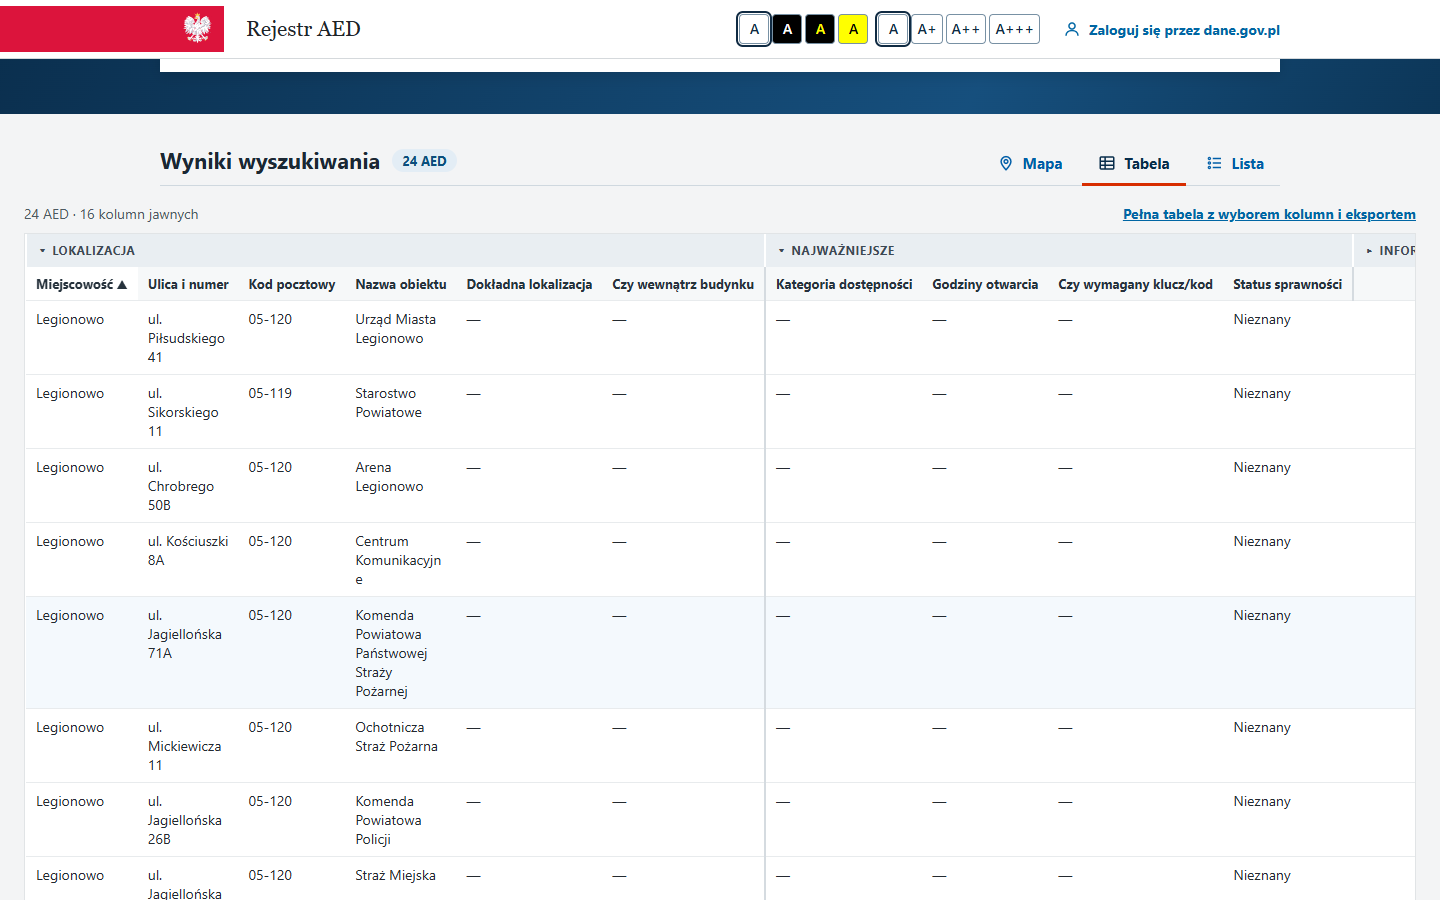 Rejestr AED
A A A A A A+ A++ A+++
Zaloguj się przez dane.gov.pl
Wyniki wyszukiwania 24 AED
Mapa Tabela Lista
24 AED · 16 kolumn jawnych
Pełna tabela z wyborem kolumn i eksportem
LOKALIZACJA NAJWAŻNIEJSZE INFOR
Miejscowość ▲ Ulica i numer Kod pocztowy Nazwa obiektu Dokładna lokalizacja Czy wewnątrz budynku Kategoria dostępności Godziny otwarcia Czy wymagany klucz/kod Status sprawności
Legionowo ul. 05-120 Urząd Miasta — — — — — Nieznany
Piłsudskiego Legionowo
41
Legionowo ul. 05-119 Starostwo — — — — — Nieznany
Sikorskiego Powiatowe
11
Legionowo ul. 05-120 Arena — — — — — Nieznany
Chrobrego Legionowo
50B
Legionowo ul. Kościuszki 05-120 Centrum — — — — — Nieznany
8A Komunikacyjn
e
Legionowo ul. 05-120 Komenda — — — — — Nieznany
Jagiellońska Powiatowa
71A Państwowej
Straży
Pożarnej
Legionowo ul. 05-120 Ochotnicza — — — — — Nieznany
Mickiewicza Straż Pożarna
11
Legionowo ul. 05-120 Komenda — — — — — Nieznany
Jagiellońska Powiatowa
26B Policji
Legionowo ul. 05-120 Straż Miejska — — — — — Nieznany
Jagiellońska